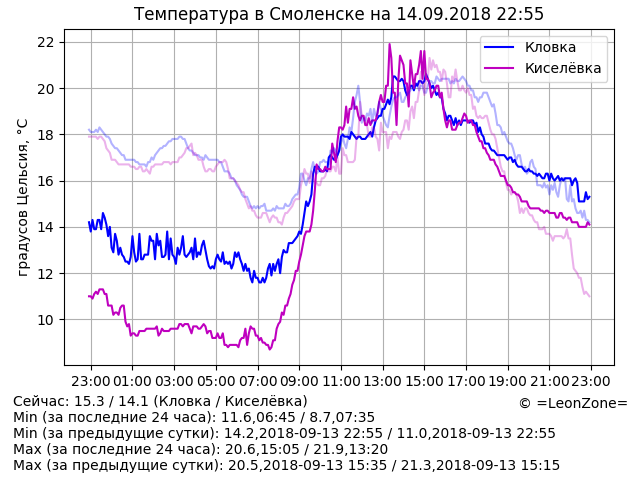 Температура в Смоленске на 14.09.2018 22:55
градусов Цельсия, °C
22
20
18
16
14
12
10
Кловка
Киселёвка
23:00 01:00 03:00 05:00 07:00 09:00 11:00 13:00 15:00 17:00 19:00 21:00 23:00
Сейчас: 15.3 / 14.1 (Кловка / Киселёвка)
© =LeonZone=
Min (за последние 24 часа): 11.6,06:45 / 8.7,07:35
Min (за предыдущие сутки): 14.2,2018-09-13 22:55 / 11.0,2018-09-13 22:55
Max (за последние 24 часа): 20.6,15:05 / 21.9,13:20
Max (за предыдущие сутки): 20.5,2018-09-13 15:35 / 21.3,2018-09-13 15:15